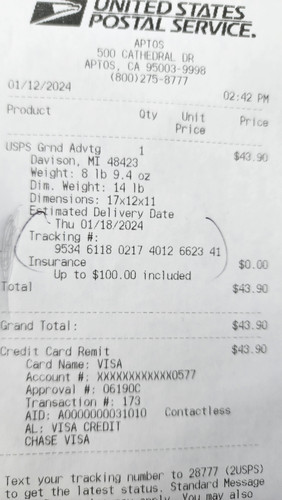 UNITED STATES
POSTAL SERVICE.
APTOS
500 CATHEDRAL DR
APTOS, CA 95003-9998
(800)275-8777
01/12/2024 02:42 PM
Product Qty Unit Price
Price
USPS Grnd Advtg 1 $43.90
Davison, MI 48423
Weight: 8 lb 9.4 oz
Dim. Weight: 14 lb
Dimensions: 17x12x11
Estimated Delivery Date
Thu 01/18/2024
Tracking #:
9534 6118 0217 4012 6623 41
Insurance $0.00
Up to $100.00 included
Total $43.90
Grand Total: $43.90
Credit Card Remit $43.90
Card Name: VISA
Account #: XXXXXXXXXXXX0577
Approval #: 06190C
Transaction #: 173
AID: A0000000031010 Contactless
AL: VISA CREDIT
CHASE VISA
Text your tracking number to 28777 (2USPS)
to get the latest status. Standard Message
may apply. You may also